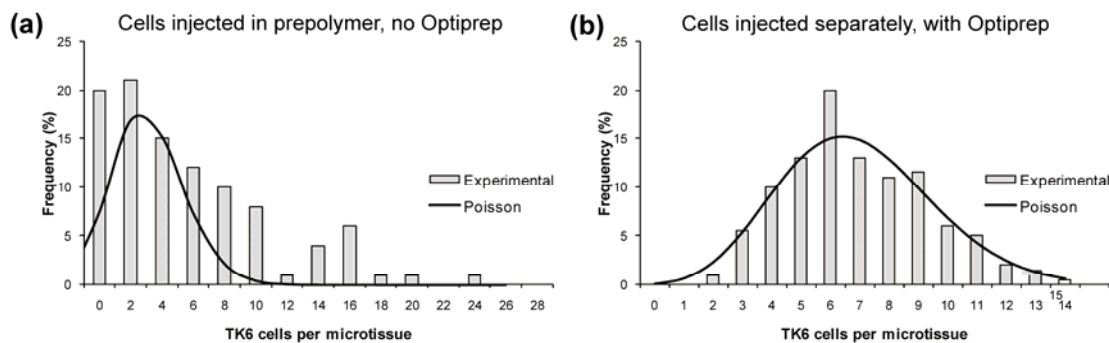 (a) Cells injected in prepolymer, no Optiprep
25
20
15
10
5
0
Frequency (%)
Experimental
Poisson
0 2 4 6 8 10 12 14 16 18 20 24 26 28
TK6 cells per microtissue
(b) Cells injected separately, with Optiprep
25
20
15
10
5
0
Frequency (%)
Experimental
Poisson
0 1 2 3 4 5 6 7 8 9 10 11 12 13 14
15
TK6 cells per microtissue